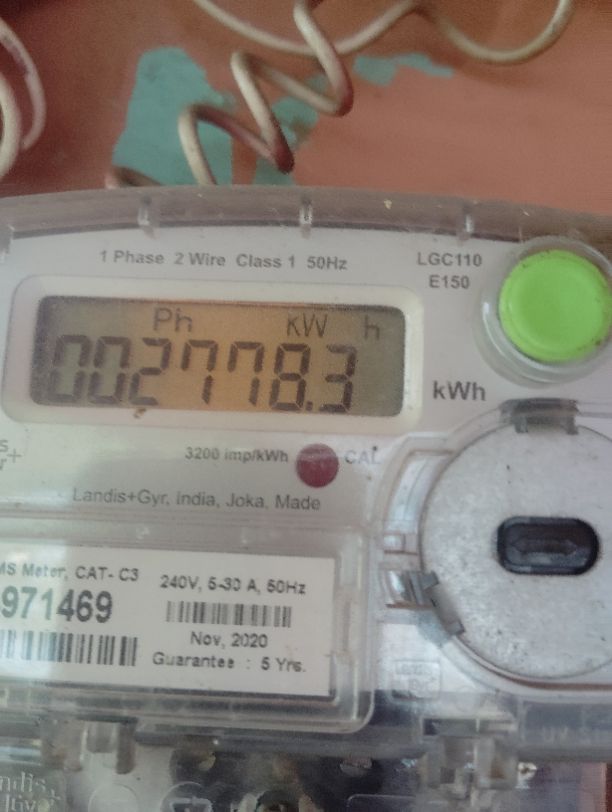 1 Phase 2 Wire Class 1 50Hz
LGC110
E150
Ph kW h
002778.3
kWh
3200 imp/kWh
CAL
Landis+Gyr, India, Joka, Made
Meter, CAT- C3
240V, 5-30 A, 50Hz
971469
Nov, 2020
Guarantee : 5 Yrs.